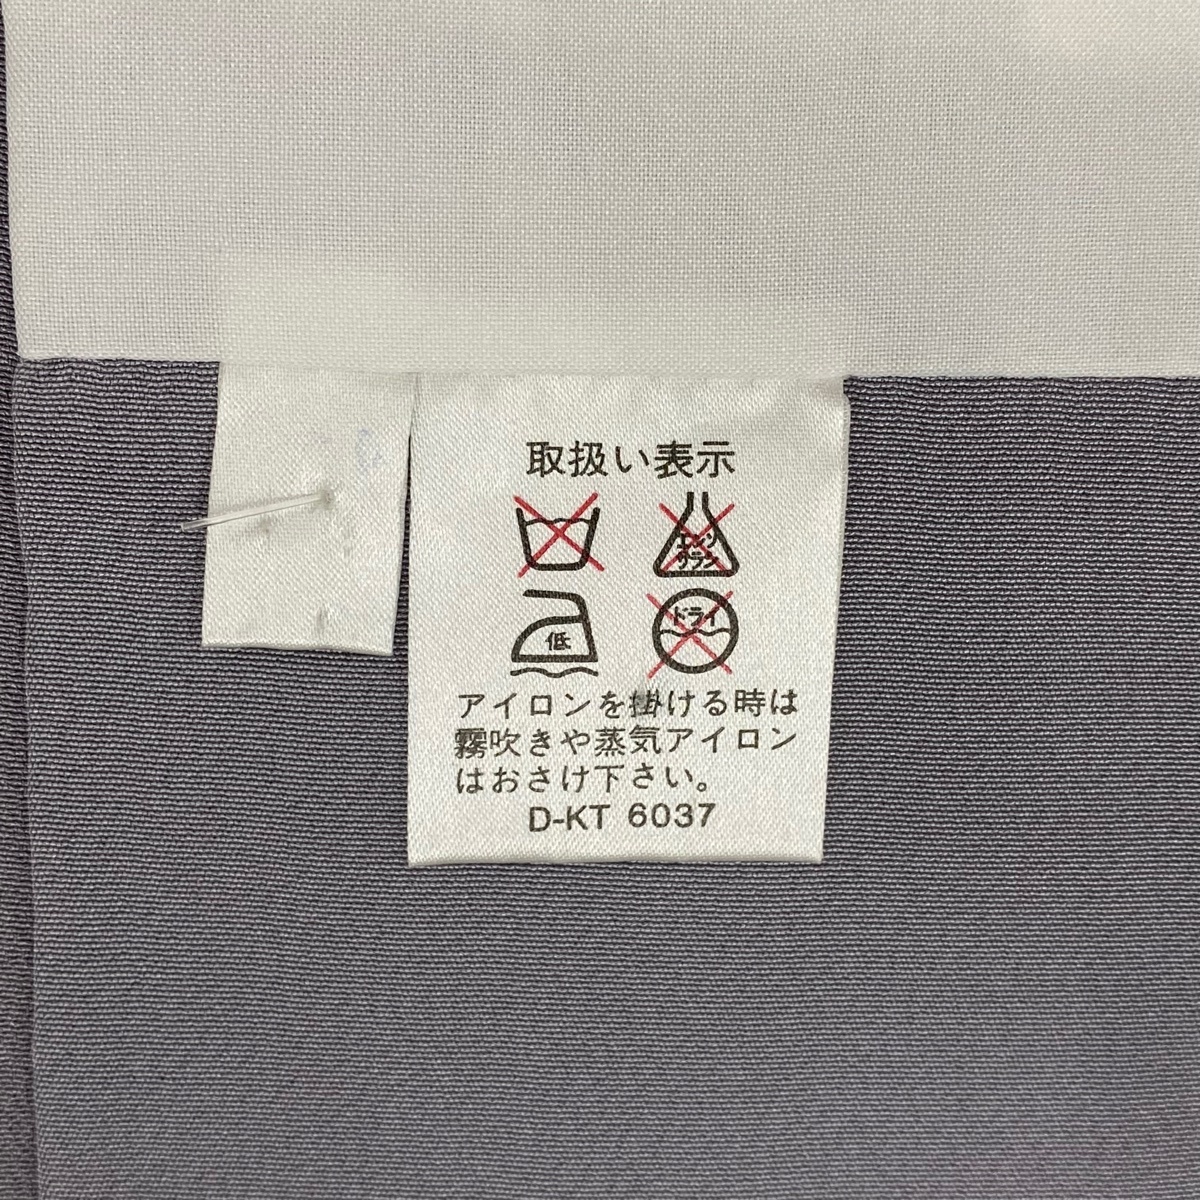 取扱い表示
エンソ
サラシ
低
ドライ
アイロンを掛ける時は
霧吹きや蒸気アイロン
はおさけ下さい。
D-KT 6037